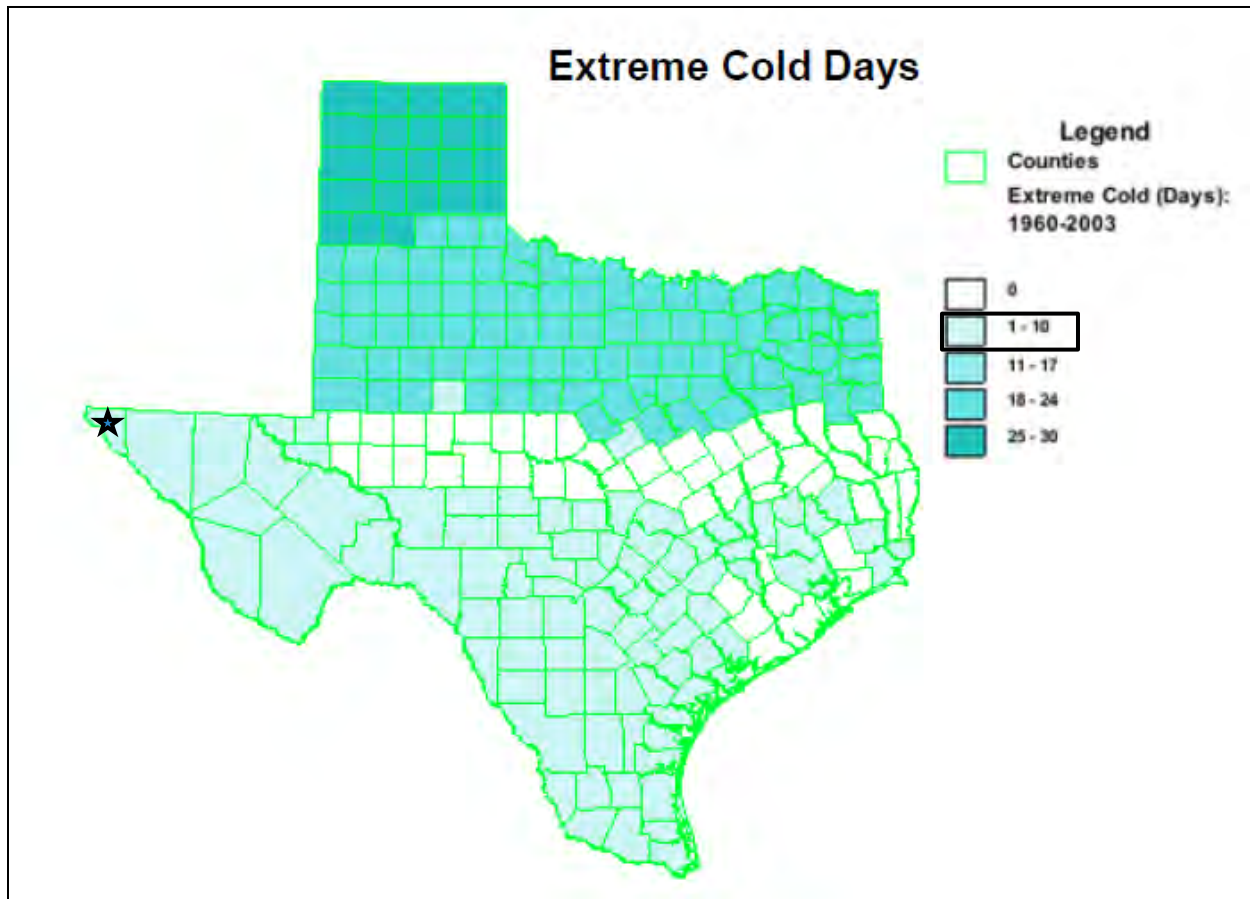 Extreme Cold Days
Legend
Counties
Extreme Cold (Days):
1960-2003
0
1 - 10
11 - 17
18 - 24
25 - 30